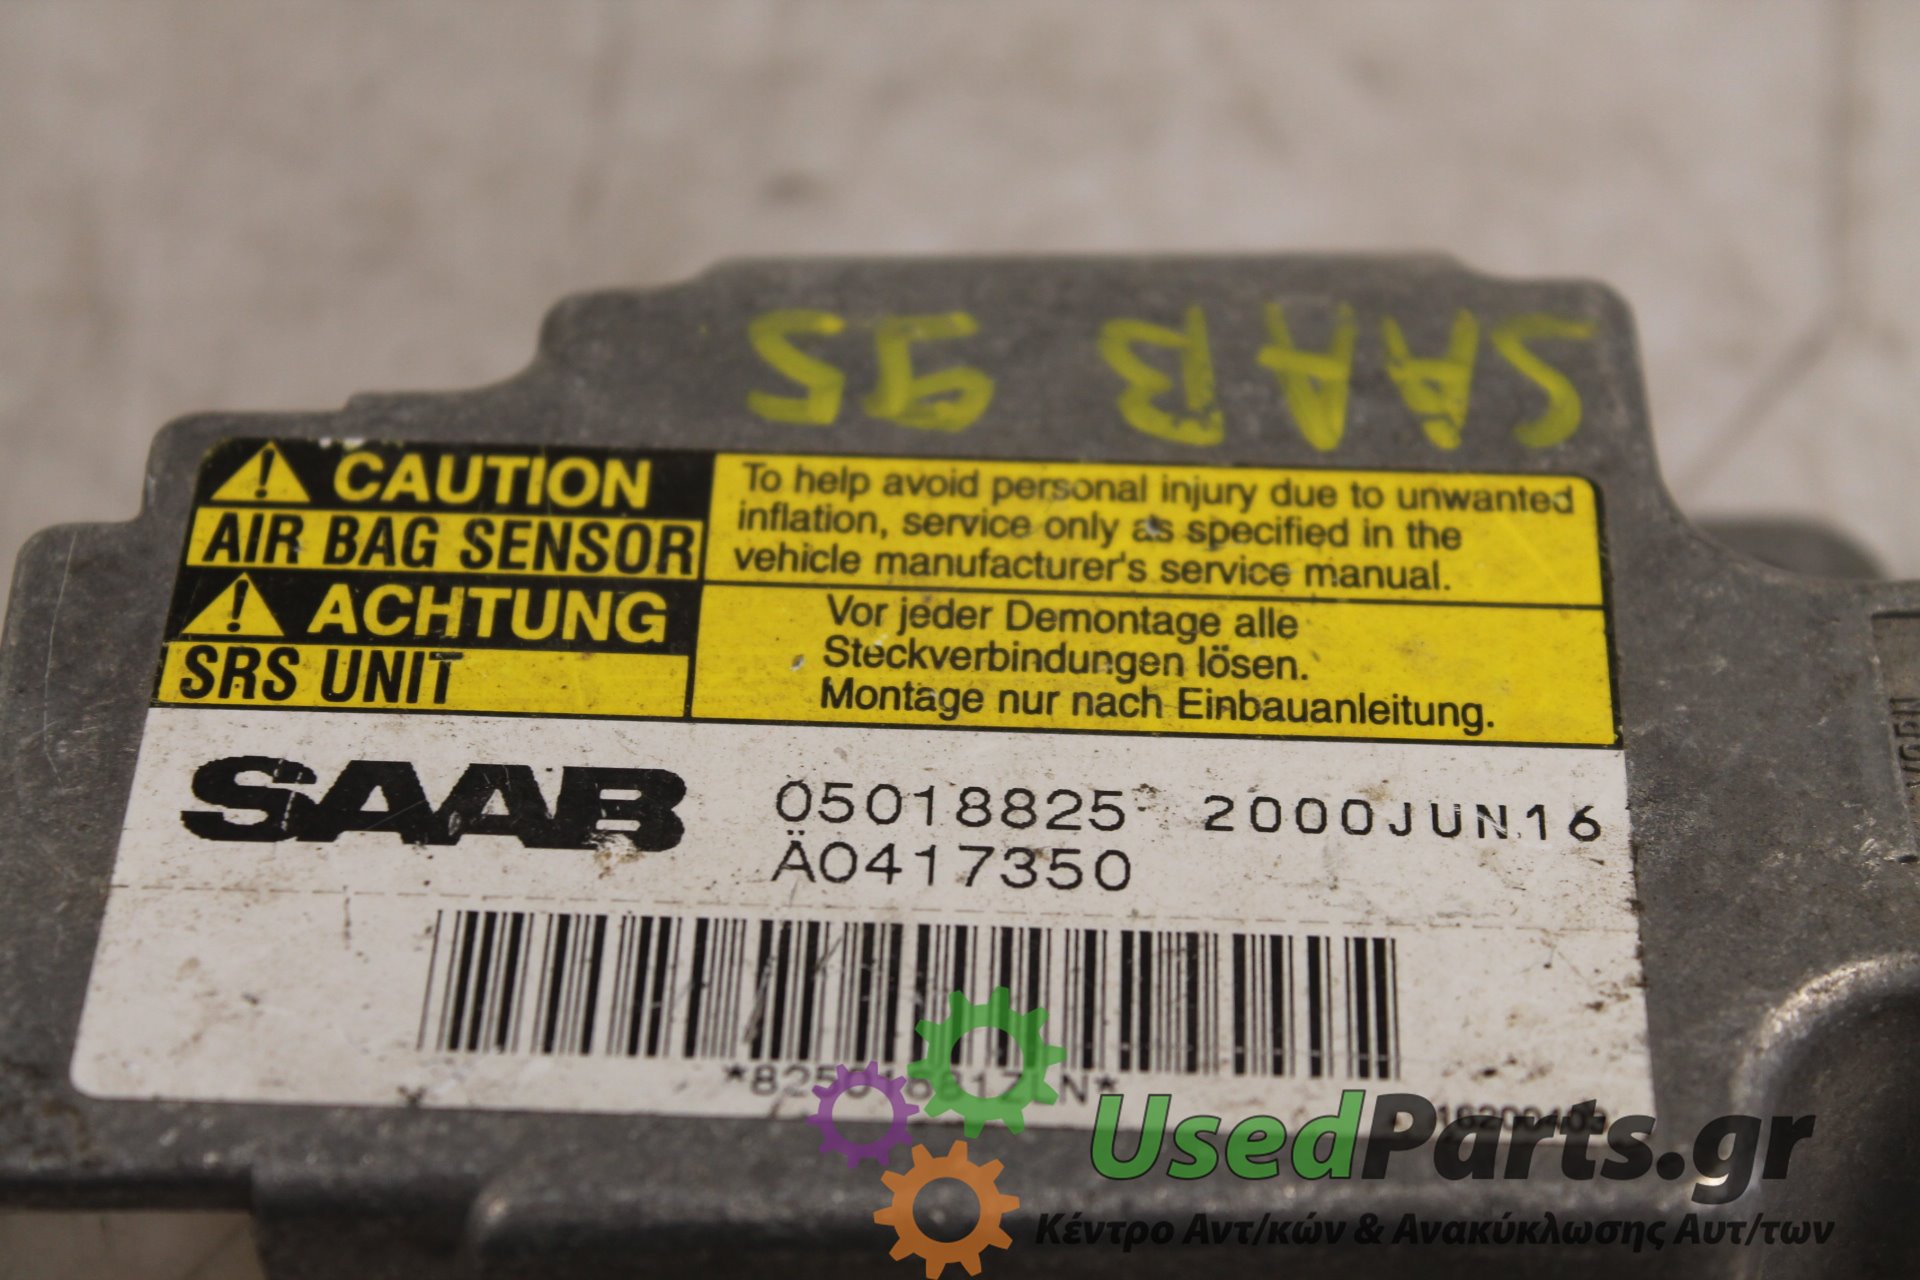 SAAB 95
CAUTION
AIR BAG SENSOR
ACHTUNG
SRS UNIT
To help avoid personal injury due to unwanted
inflation, service only as specified in the
vehicle manufacturer's service manual.
Vor jeder Demontage alle
Steckverbindungen lösen.
Montage nur nach Einbauanleitung.
SAAB
05018825 2000JUN16
Ä0417350
UsedParts.gr
Κέντρο Αντ/κών & Ανακύκλωσης Αυτ/των